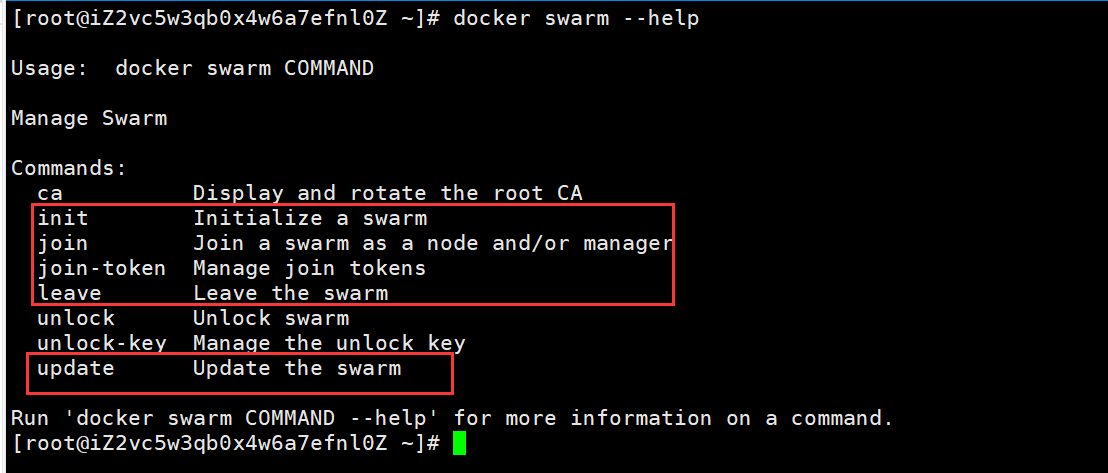 [root@iZ2vc5w3qb0x4w6a7efnl0Z ~]# docker swarm --help
Usage:  docker swarm COMMAND
Manage Swarm
Commands:
  ca          Display and rotate the root CA
  init        Initialize a swarm
  join        Join a swarm as a node and/or manager
  join-token  Manage join tokens
  leave       Leave the swarm
  unlock      Unlock swarm
  unlock-key  Manage the unlock key
  update      Update the swarm
Run 'docker swarm COMMAND --help' for more information on a command.
[root@iZ2vc5w3qb0x4w6a7efnl0Z ~]#